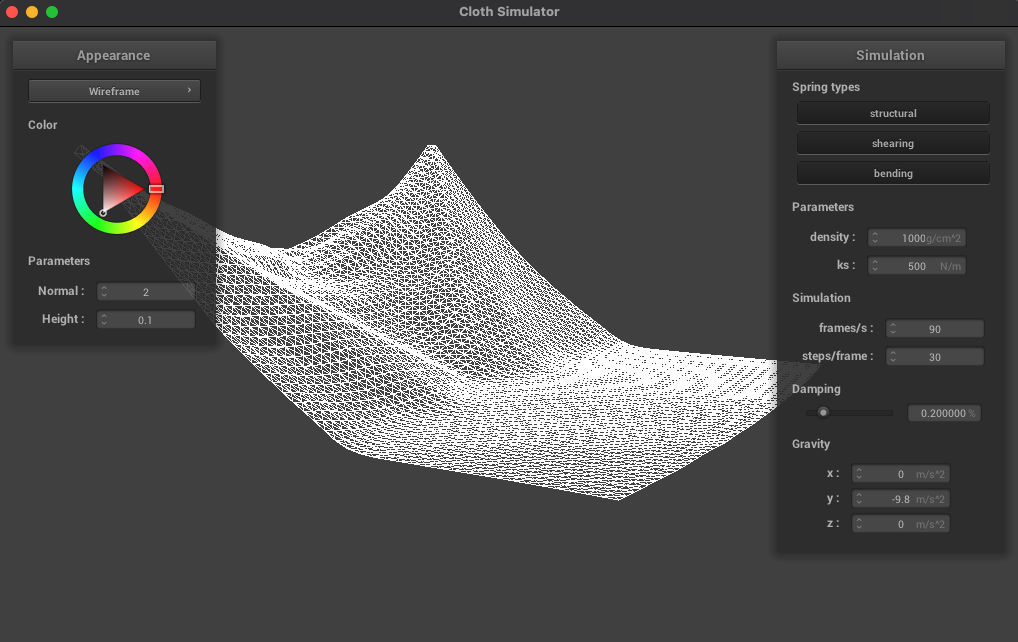 Cloth Simulator
Appearance
Wireframe
Color
Parameters
Normal : 2
Height : 0.1
Simulation
Spring types
structural
shearing
bending
Parameters
density : 1000g/cm^2
ks : 500 N/m
Simulation
frames/s : 90
steps/frame : 30
Damping
0.200000 %
Gravity
x : 0 m/s^2
y : -9.8 m/s^2
z : 0 m/s^2